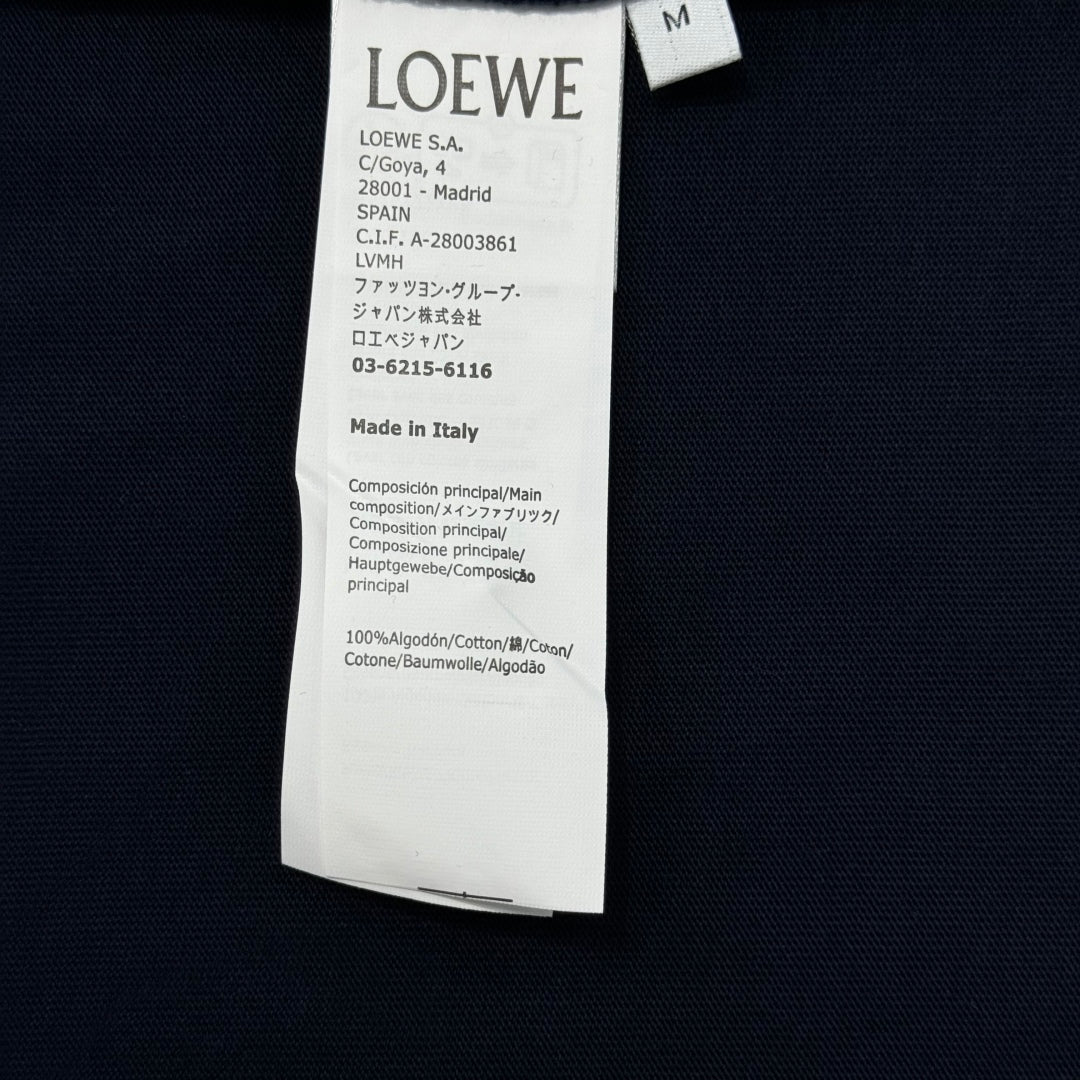 M
LOEWE
LOEWE S.A.
C/Goya, 4
28001 - Madrid
SPAIN
C.I.F. A-28003861
LVMH
ファッツヨン・グループ・
ジャパン株式会社
ロエベジャパン
03-6215-6116
Made in Italy
Composición principal/Main
composition/メインファブリック/
Composition principal/
Composizione principale/
Hauptgewebe/Composição
principal
100%Algodón/Cotton/綿/Coton/
Cotone/Baumwolle/Algodão